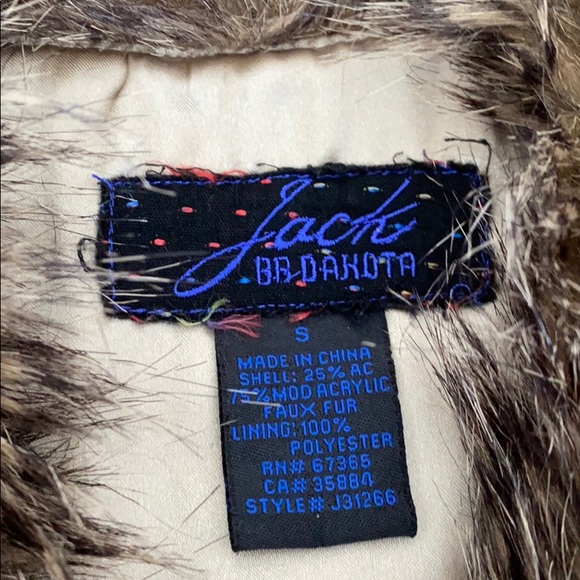 Jack
BB DAKOTA
S
MADE IN CHINA
SHELL: 25% AC
75% MOD ACRYLIC
FAUX FUR
LINING: 100%
POLYESTER
RN# 67365
CA# 35884
STYLE# J31266